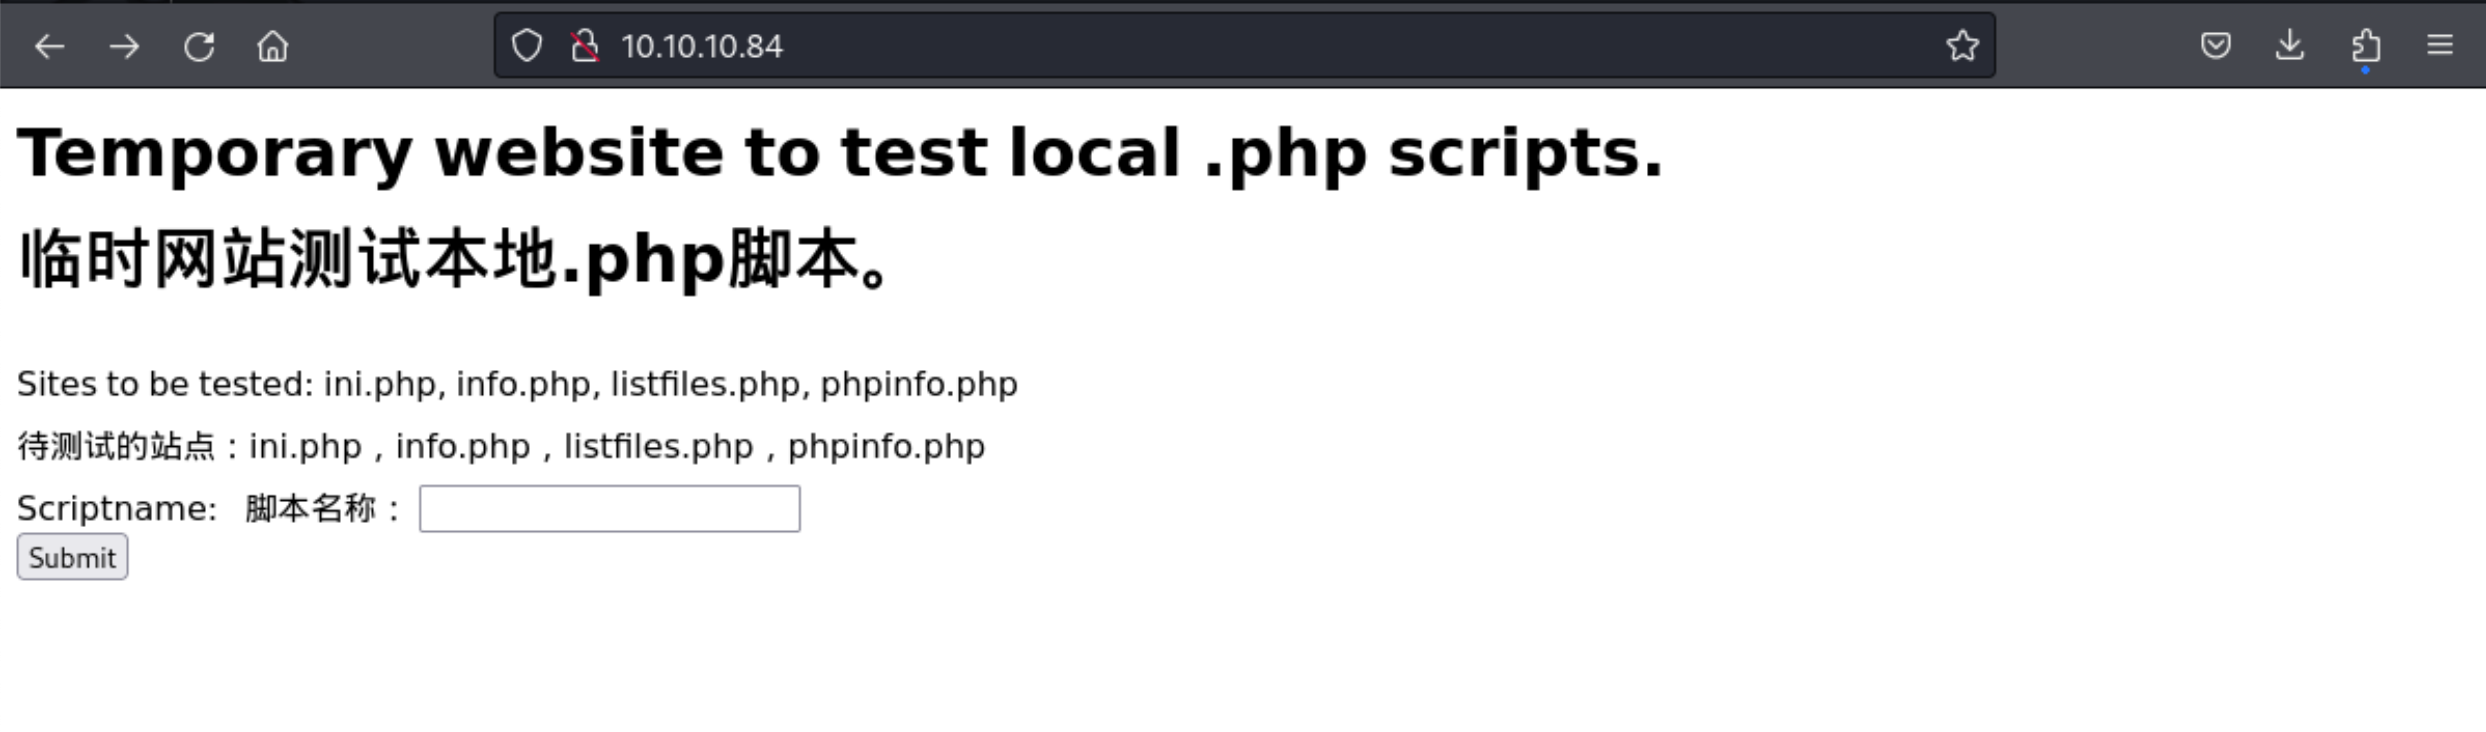 10.10.10.84
Temporary website to test local .php scripts.
临时网站测试本地.php脚本。
Sites to be tested: ini.php, info.php, listfiles.php, phpinfo.php
待测试的站点：ini.php , info.php , listfiles.php , phpinfo.php
Scriptname: 脚本名称：
Submit